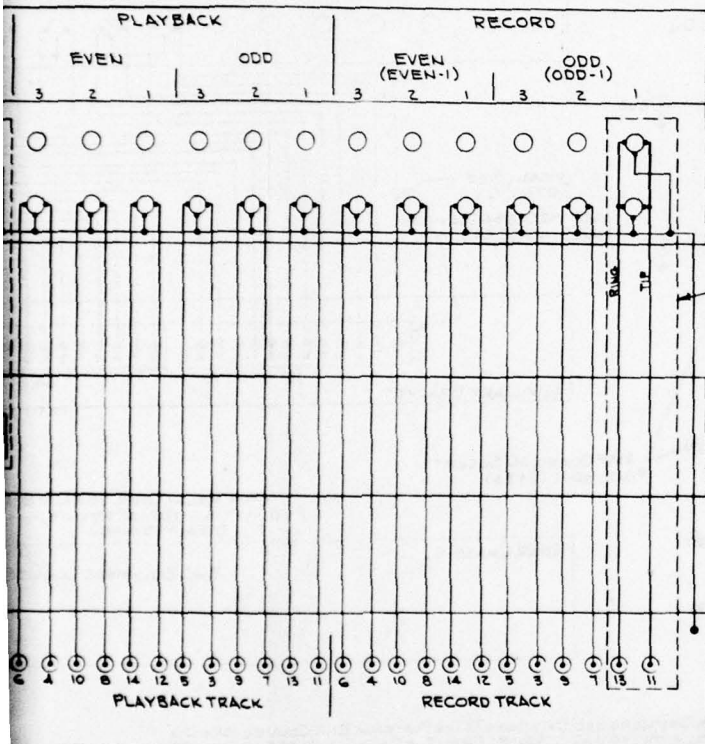 PLAYBACK RECORD
EVEN ODD EVEN ODD
(EVEN-1) (ODD-1)
3 2 1 3 2 1 3 2 1 3 2 1
RING TIP
6 4 10 8 14 12 5 3 9 7 13 11 6 4 10 8 14 12 5 3 9 7 13 11
PLAYBACK TRACK RECORD TRACK